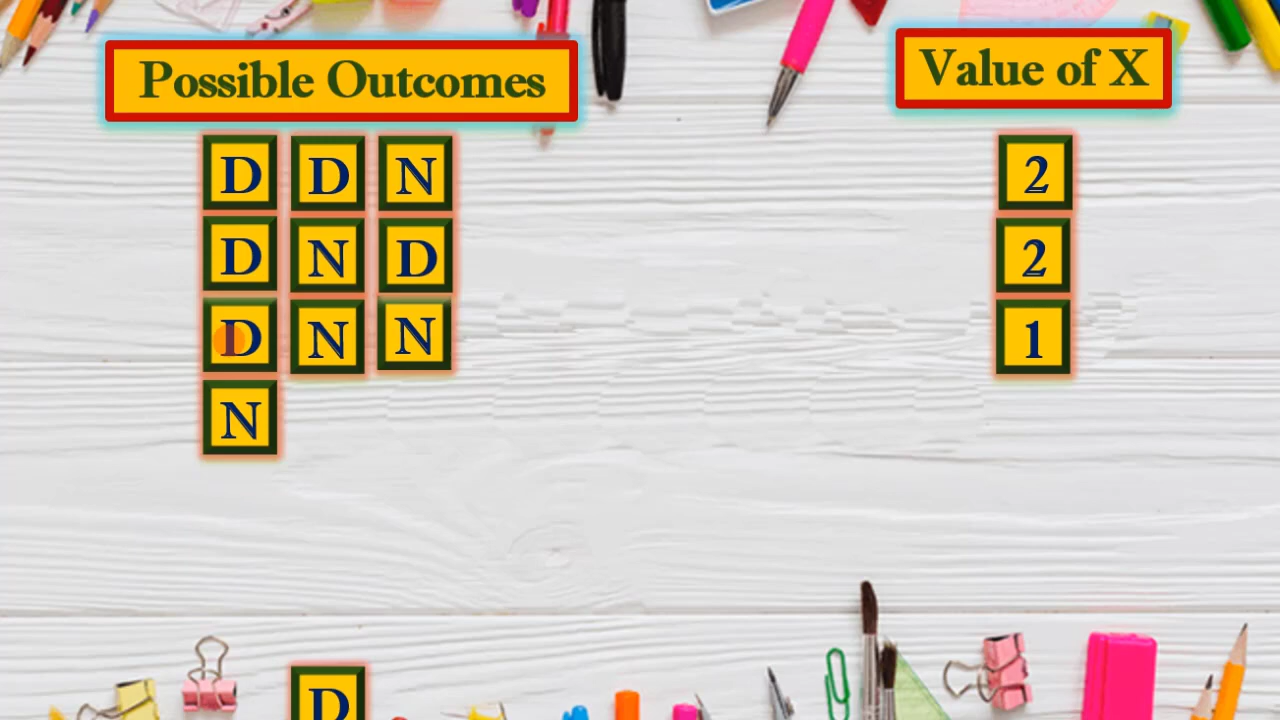 Possible Outcomes Value of X
D D N 2
D N D 2
D N N 1
N
D